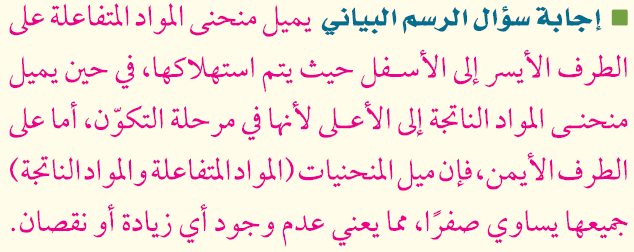 ■ إجابة سؤال الرسم البياني يميل منحنى المواد المتفاعلة على
الطرف الأيسر إلى الأسفل حيث يتم استهلاكها، في حين يميل
منحنى المواد الناتجة إلى الأعلى لأنها في مرحلة التكوّن، أما على
الطرف الأيمن، فإن ميل المنحنيات (المواد المتفاعلة والمواد الناتجة)
جميعها يساوي صفرًا، مما يعني عدم وجود أي زيادة أو نقصان.